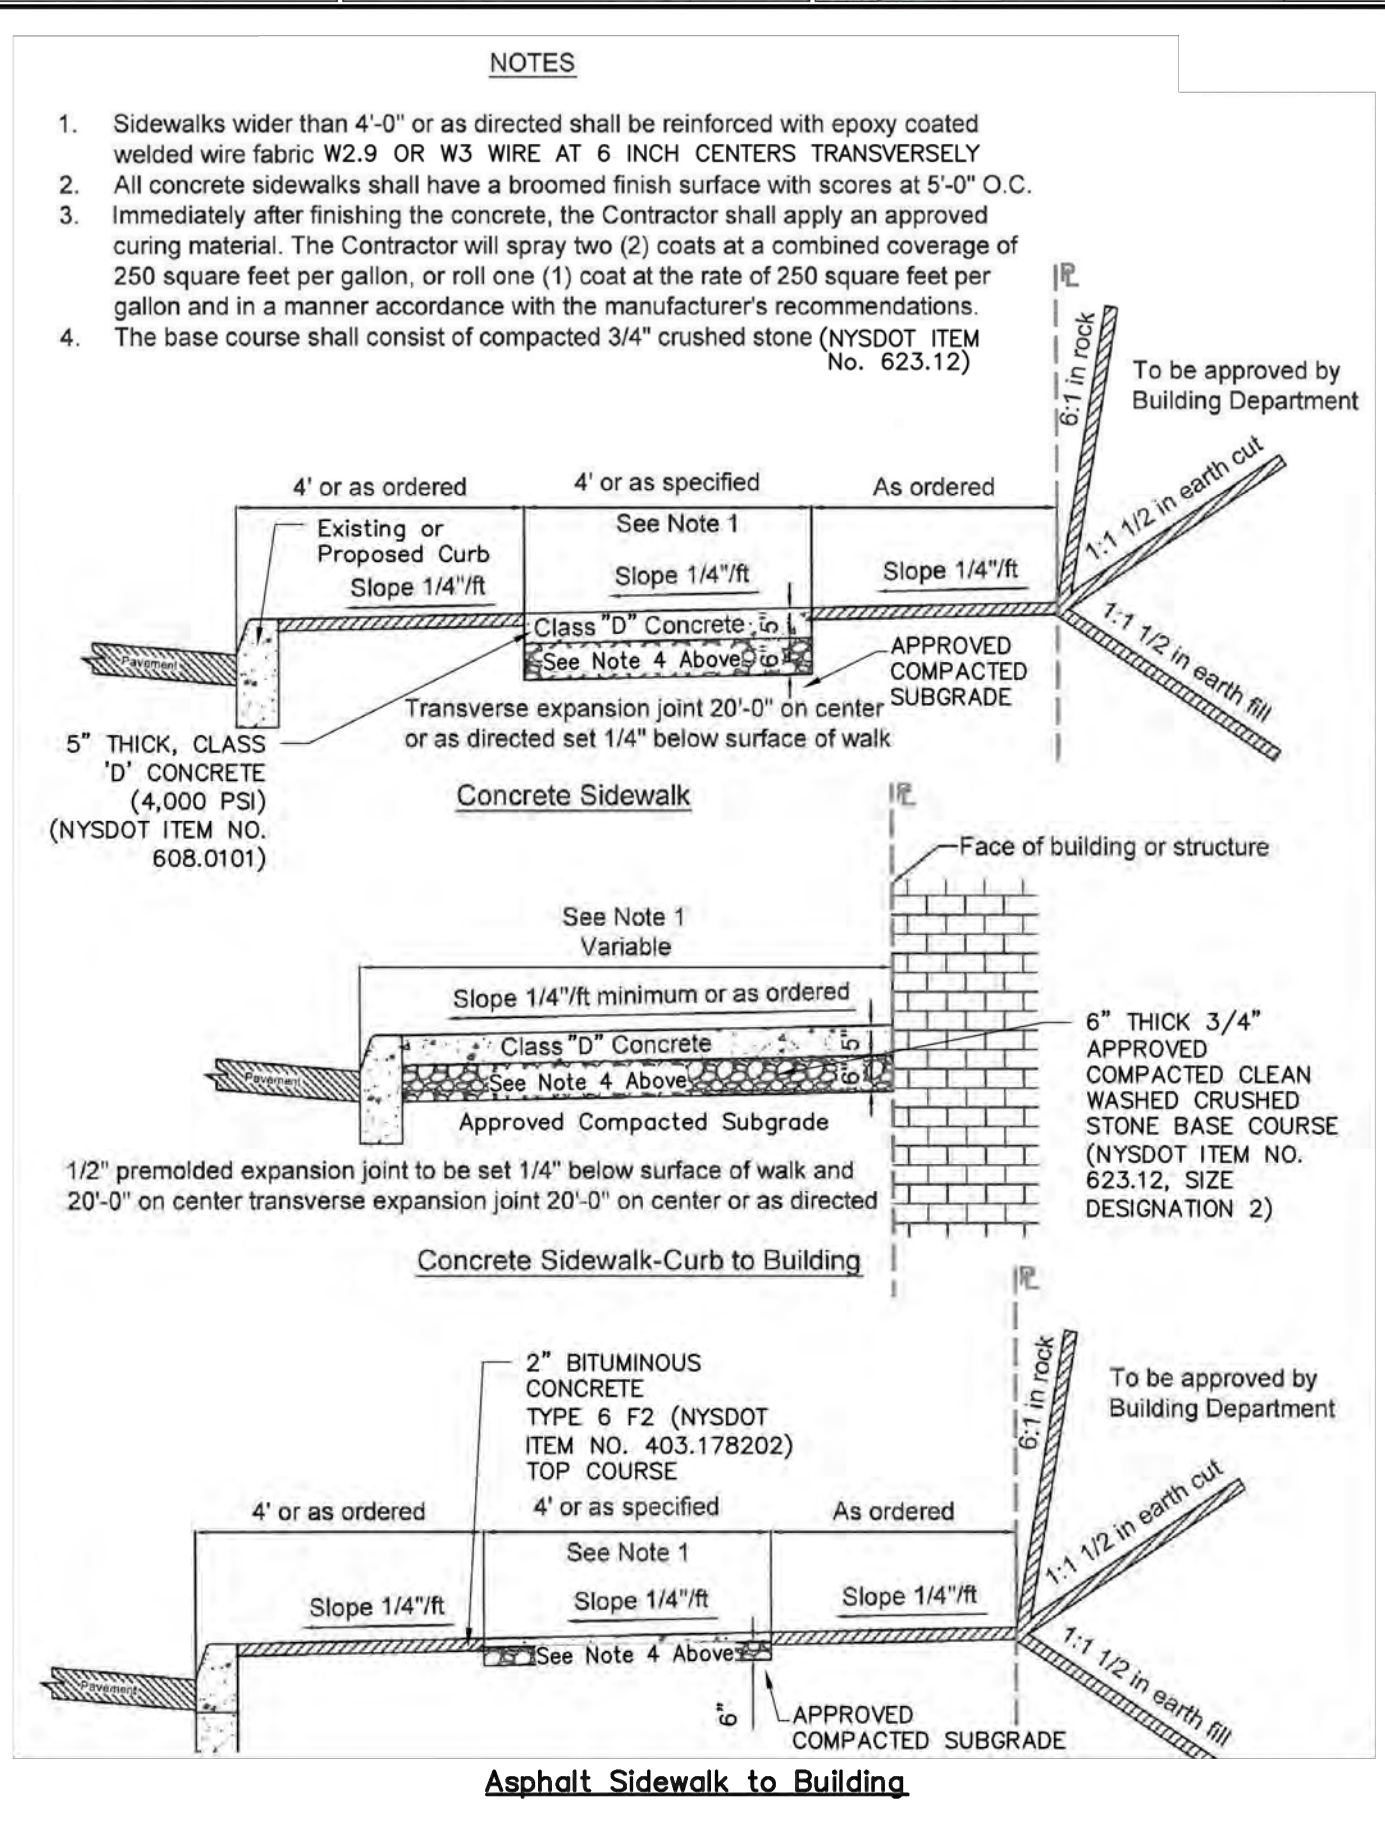 NOTES
1. Sidewalks wider than 4'-0" or as directed shall be reinforced with epoxy coated
welded wire fabric W2.9 OR W3 WIRE AT 6 INCH CENTERS TRANSVERSELY
2. All concrete sidewalks shall have a broomed finish surface with scores at 5'-0" O.C.
3. Immediately after finishing the concrete, the Contractor shall apply an approved
curing material. The Contractor will spray two (2) coats at a combined coverage of
250 square feet per gallon, or roll one (1) coat at the rate of 250 square feet per
gallon and in a manner accordance with the manufacturer's recommendations.
4. The base course shall consist of compacted 3/4" crushed stone (NYSDOT ITEM
No. 623.12)
PL
6:1 in rock
To be approved by
Building Department
1:1 1/2 in earth cut
1:1 1/2 in earth fill
4' or as ordered
4' or as specified
As ordered
See Note 1
Existing or
Proposed Curb
Slope 1/4"/ft
Slope 1/4"/ft
Slope 1/4"/ft
Class "D" Concrete
5"
See Note 4 Above
6"
Pavement
APPROVED
COMPACTED
SUBGRADE
Transverse expansion joint 20'-0" on center
or as directed set 1/4" below surface of walk
5" THICK, CLASS
'D' CONCRETE
(4,000 PSI)
(NYSDOT ITEM NO.
608.0101)
Concrete Sidewalk
PL
Face of building or structure
See Note 1
Variable
Slope 1/4"/ft minimum or as ordered
Class "D" Concrete
5"
See Note 4 Above
6"
Pavement
Approved Compacted Subgrade
6" THICK 3/4"
APPROVED
COMPACTED CLEAN
WASHED CRUSHED
STONE BASE COURSE
(NYSDOT ITEM NO.
623.12, SIZE
DESIGNATION 2)
1/2" premolded expansion joint to be set 1/4" below surface of walk and
20'-0" on center transverse expansion joint 20'-0" on center or as directed
Concrete Sidewalk-Curb to Building
PL
2" BITUMINOUS
CONCRETE
TYPE 6 F2 (NYSDOT
ITEM NO. 403.178202)
TOP COURSE
6:1 in rock
To be approved by
Building Department
1:1 1/2 in earth cut
1:1 1/2 in earth fill
4' or as ordered
4' or as specified
As ordered
See Note 1
Slope 1/4"/ft
Slope 1/4"/ft
Slope 1/4"/ft
See Note 4 Above
Pavement
6"
APPROVED
COMPACTED SUBGRADE
Asphalt Sidewalk to Building